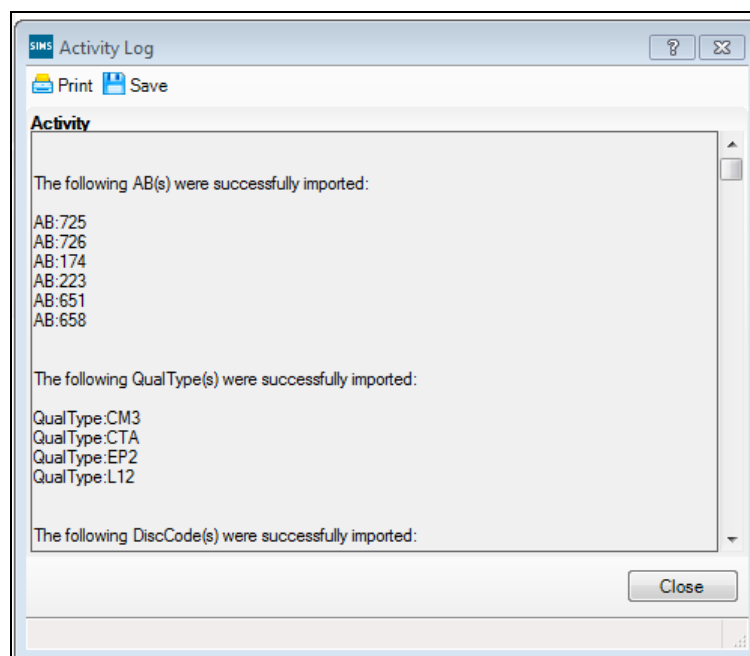 SIMS Activity Log
Print Save
Activity
The following AB(s) were successfully imported:
AB:725
AB:726
AB:174
AB:223
AB:651
AB:658
The following QualType(s) were successfully imported:
QualType:CM3
QualType:CTA
QualType:EP2
QualType:L12
The following DiscCode(s) were successfully imported:
Close